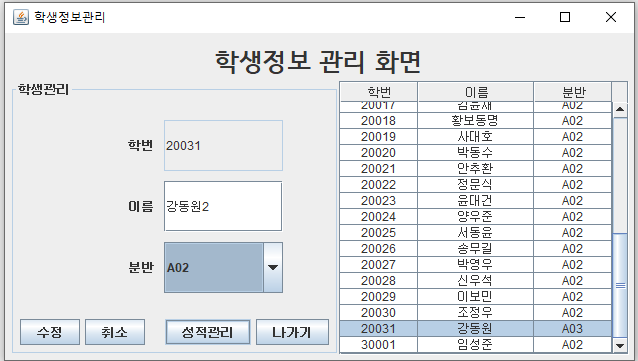 학생정보관리
학생정보 관리 화면
학생관리
학번 20031
이름 강동원2
분반 A02
수정 취소 성적관리 나가기
학번 이름 분반
20017 김윤재 A02
20018 황보동명 A02
20019 사대호 A02
20020 박동수 A02
20021 안추환 A02
20022 정문식 A02
20023 윤대건 A02
20024 양우준 A02
20025 서동윤 A02
20026 송무길 A02
20027 박영우 A02
20028 신우석 A02
20029 이보민 A02
20030 조정우 A02
20031 강동원 A03
30001 임성준 A02